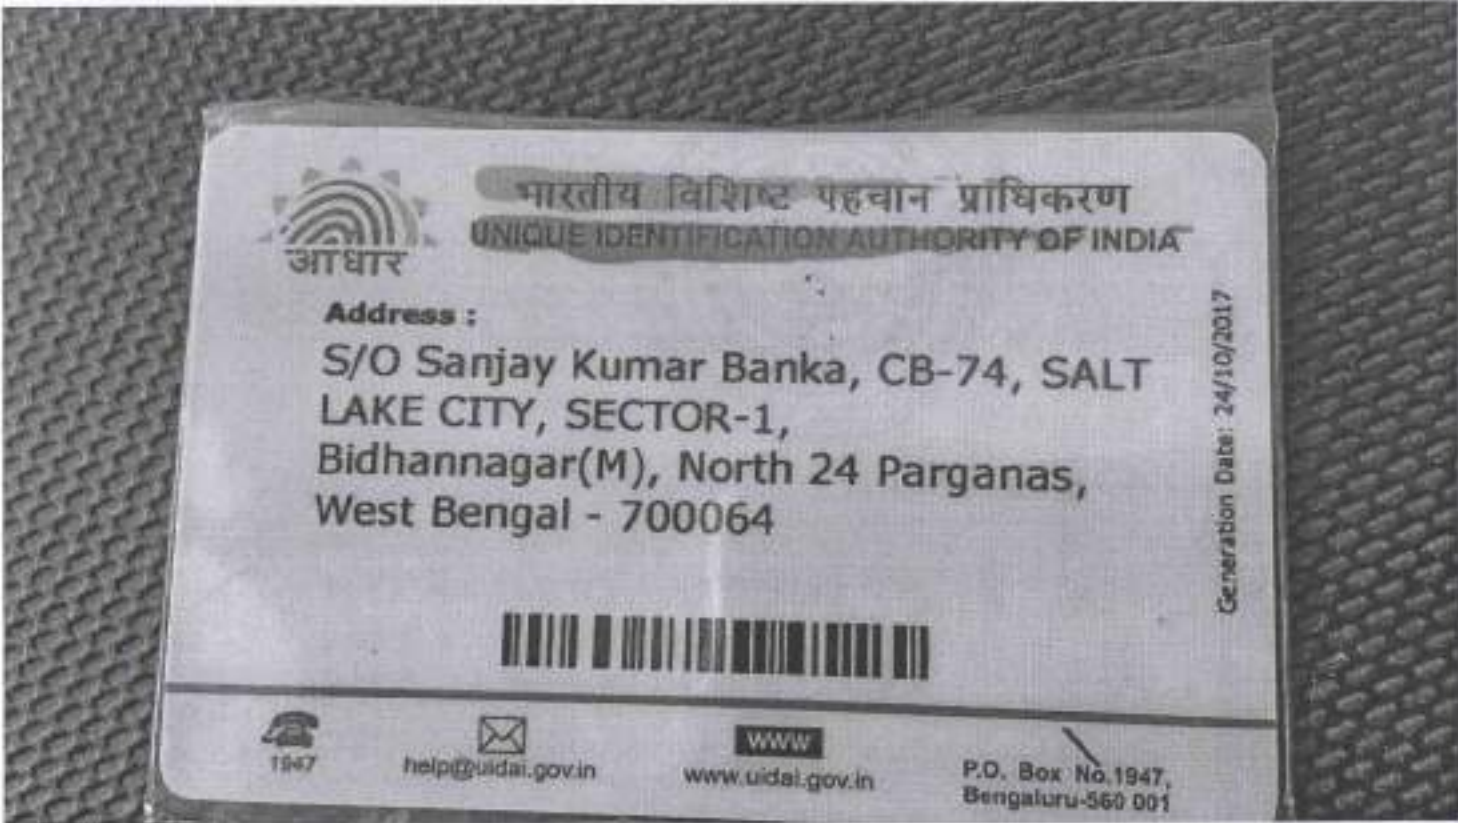 भारतीय विशिष्ट पहचान प्राधिकरण
UNIQUE IDENTIFICATION AUTHORITY OF INDIA
आधार
Address :
S/O Sanjay Kumar Banka, CB-74, SALT
LAKE CITY, SECTOR-1,
Bidhannagar(M), North 24 Parganas,
West Bengal - 700064
Generation Date: 24/10/2017
1947
help@uidai.gov.in
www
www.uidai.gov.in
P.O. Box No.1947,
Bengaluru-560 001